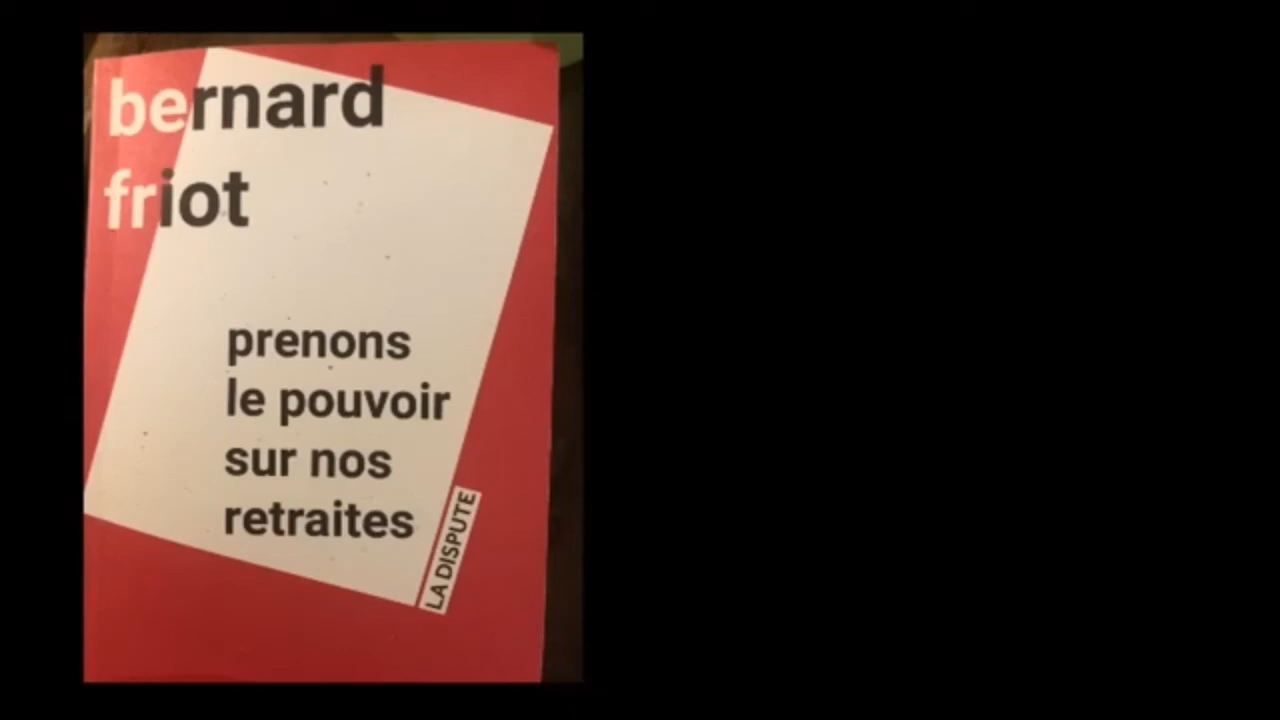 bernard
friot
prenons
le pouvoir
sur nos
retraites
LA DISPUTE